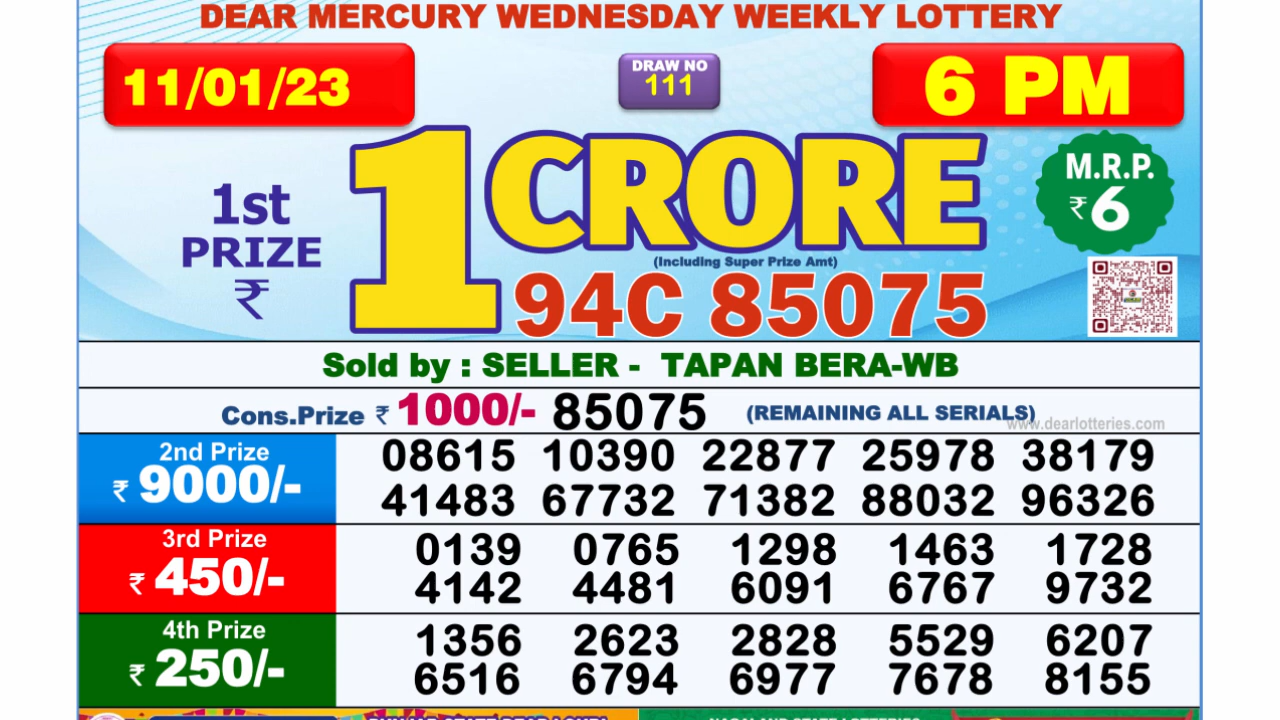 DEAR MERCURY WEDNESDAY WEEKLY LOTTERY
11/01/23
DRAW NO
111
6 PM
1st
PRIZE
₹
1 CRORE
(Including Super Prize Amt)
94C 85075
M.R.P.
₹ 6
Sold by : SELLER - TAPAN BERA-WB
Cons.Prize ₹ 1000/- 85075 (REMAINING ALL SERIALS)
www.dearlotteries.com
2nd Prize
₹ 9000/-
08615 10390 22877 25978 38179
41483 67732 71382 88032 96326
3rd Prize
₹ 450/-
0139 0765 1298 1463 1728
4142 4481 6091 6767 9732
4th Prize
₹ 250/-
1356 2623 2828 5529 6207
6516 6794 6977 7678 8155